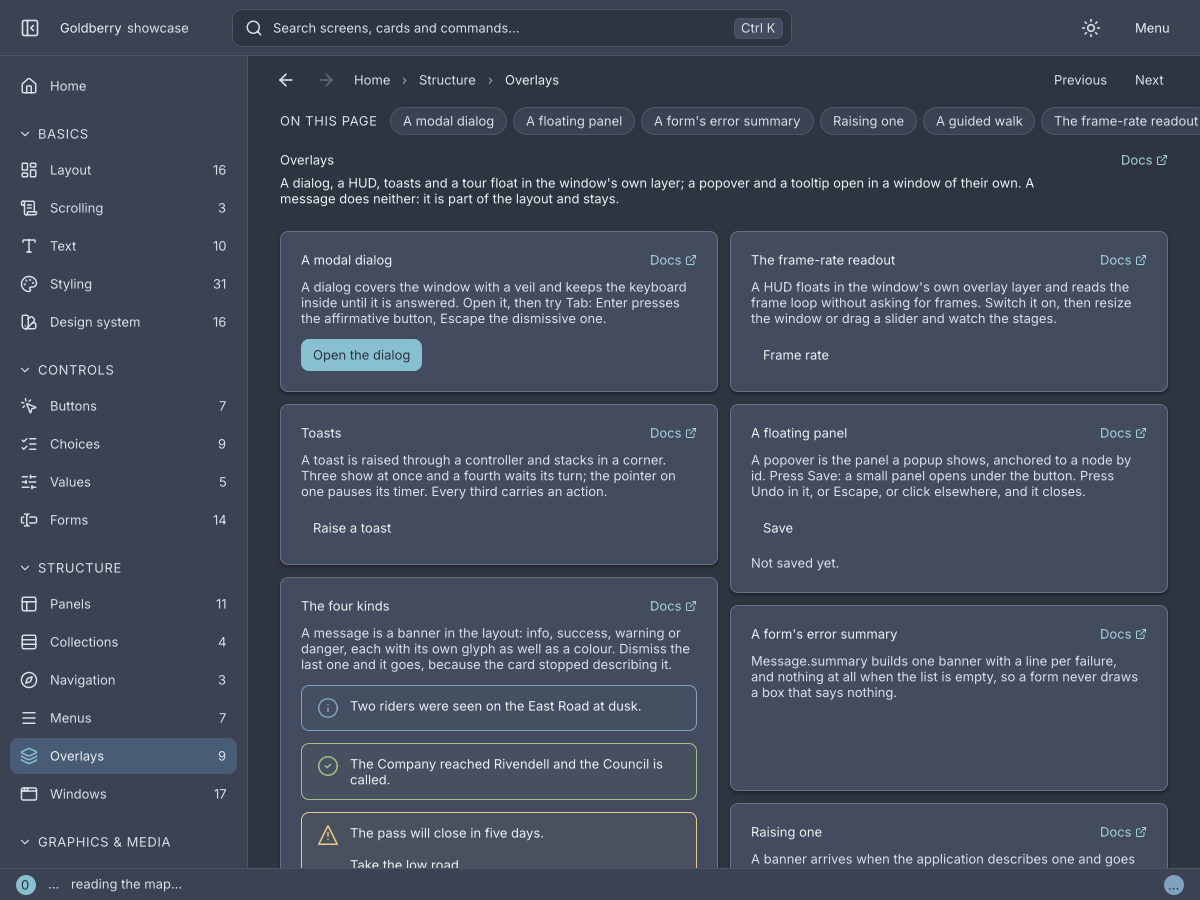 Goldberry showcase
Search screens, cards and commands...
Ctrl K
Menu
Home
BASICS
Layout 16
Scrolling 3
Text 10
Styling 31
Design system 16
CONTROLS
Buttons 7
Choices 9
Values 5
Forms 14
STRUCTURE
Panels 11
Collections 4
Navigation 3
Menus 7
Overlays 9
Windows 17
GRAPHICS & MEDIA
Home › Structure › Overlays
Previous Next
ON THIS PAGE
A modal dialog
A floating panel
A form's error summary
Raising one
A guided walk
The frame-rate readout
Overlays
Docs
A dialog, a HUD, toasts and a tour float in the window's own layer; a popover and a tooltip open in a window of their own. A
message does neither: it is part of the layout and stays.
A modal dialog
Docs
A dialog covers the window with a veil and keeps the keyboard
inside until it is answered. Open it, then try Tab: Enter presses
the affirmative button, Escape the dismissive one.
Open the dialog
The frame-rate readout
Docs
A HUD floats in the window's own overlay layer and reads the
frame loop without asking for frames. Switch it on, then resize
the window or drag a slider and watch the stages.
Frame rate
Toasts
Docs
A toast is raised through a controller and stacks in a corner.
Three show at once and a fourth waits its turn; the pointer on
one pauses its timer. Every third carries an action.
Raise a toast
A floating panel
Docs
A popover is the panel a popup shows, anchored to a node by
id. Press Save: a small panel opens under the button. Press
Undo in it, or Escape, or click elsewhere, and it closes.
Save
Not saved yet.
The four kinds
Docs
A message is a banner in the layout: info, success, warning or
danger, each with its own glyph as well as a colour. Dismiss the
last one and it goes, because the card stopped describing it.
Two riders were seen on the East Road at dusk.
The Company reached Rivendell and the Council is
called.
The pass will close in five days.
Take the low road
A form's error summary
Docs
Message.summary builds one banner with a line per failure,
and nothing at all when the list is empty, so a form never draws
a box that says nothing.
Raising one
Docs
A banner arrives when the application describes one and goes
0 ... reading the map...
...